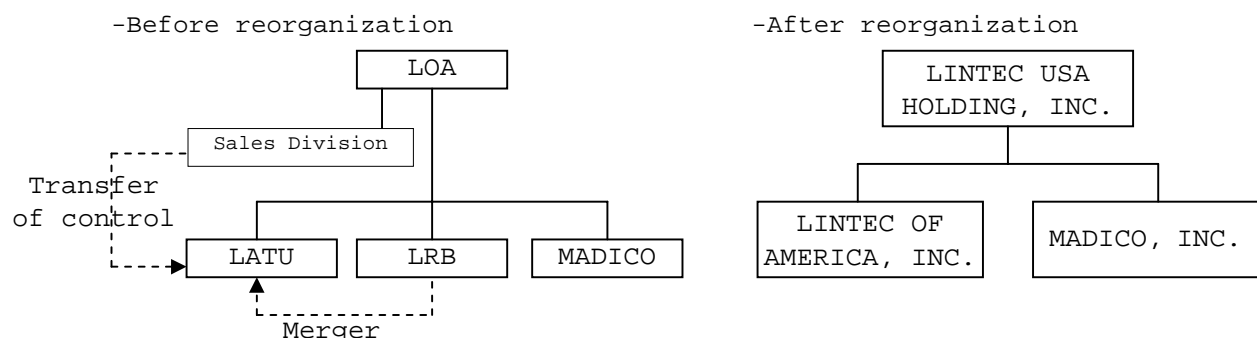 -Before reorganization
LOA
Sales Division
Transfer
of control
LATU
LRB
MADICO
Merger
-After reorganization
LINTEC USA
HOLDING, INC.
LINTEC OF
AMERICA, INC.
MADICO, INC.